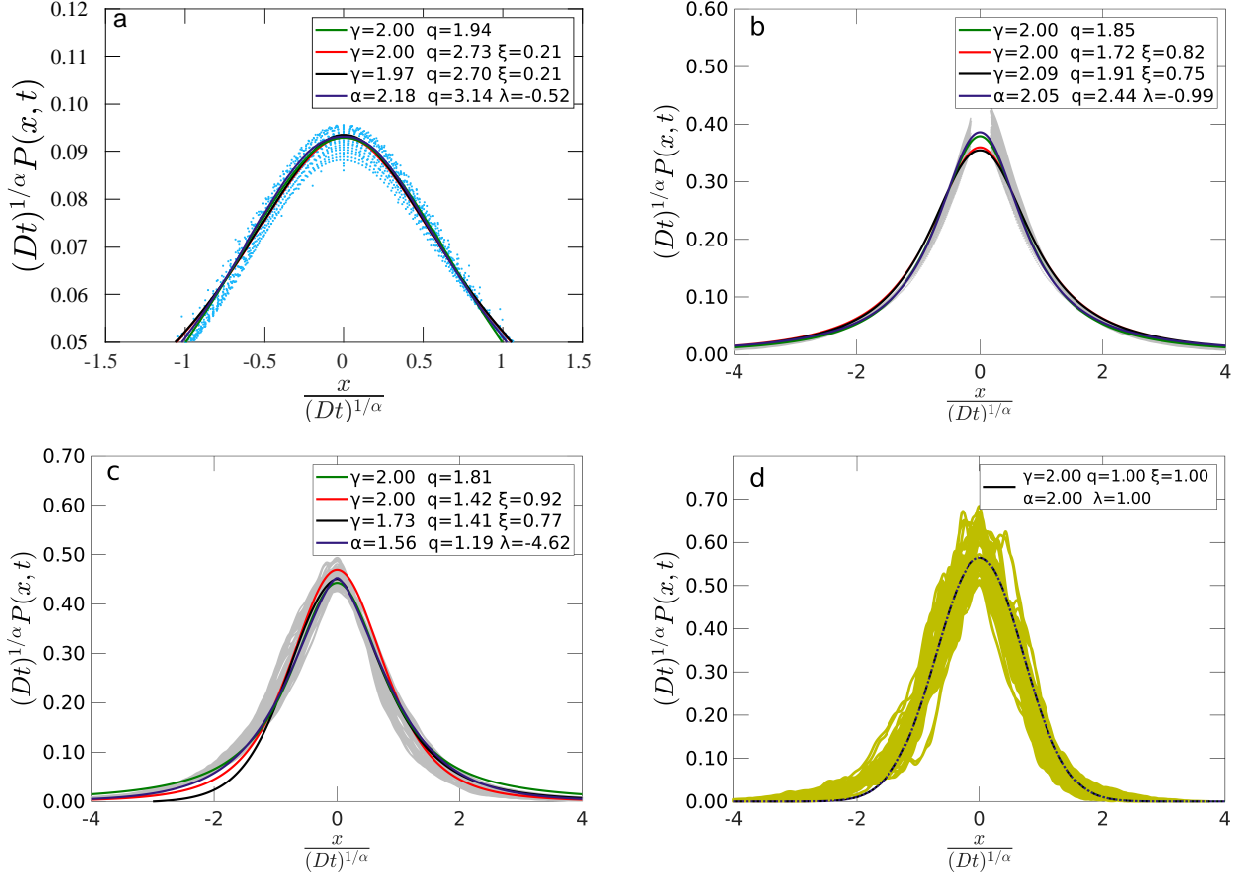 a
γ=2.00 q=1.94
γ=2.00 q=2.73 ξ=0.21
γ=1.97 q=2.70 ξ=0.21
α=2.18 q=3.14 λ=-0.52
0.12
0.11
0.10
0.09
0.08
0.07
0.06
0.05
(Dt)^{1/α}P(x, t)
-1.5 -1 -0.5 0 0.5 1 1.5
x
(Dt)^{1/α}
b
γ=2.00 q=1.85
γ=2.00 q=1.72 ξ=0.82
γ=2.09 q=1.91 ξ=0.75
α=2.05 q=2.44 λ=-0.99
0.60
0.50
0.40
0.30
0.20
0.10
0.00
(Dt)^{1/α}P(x, t)
-4 -2 0 2 4
x
(Dt)^{1/α}
c
γ=2.00 q=1.81
γ=2.00 q=1.42 ξ=0.92
γ=1.73 q=1.41 ξ=0.77
α=1.56 q=1.19 λ=-4.62
0.70
0.60
0.50
0.40
0.30
0.20
0.10
0.00
(Dt)^{1/α}P(x, t)
-4 -2 0 2 4
x
(Dt)^{1/α}
d
γ=2.00 q=1.00 ξ=1.00
α=2.00 λ=1.00
0.70
0.60
0.50
0.40
0.30
0.20
0.10
0.00
(Dt)^{1/α}P(x, t)
-4 -2 0 2 4
x
(Dt)^{1/α}